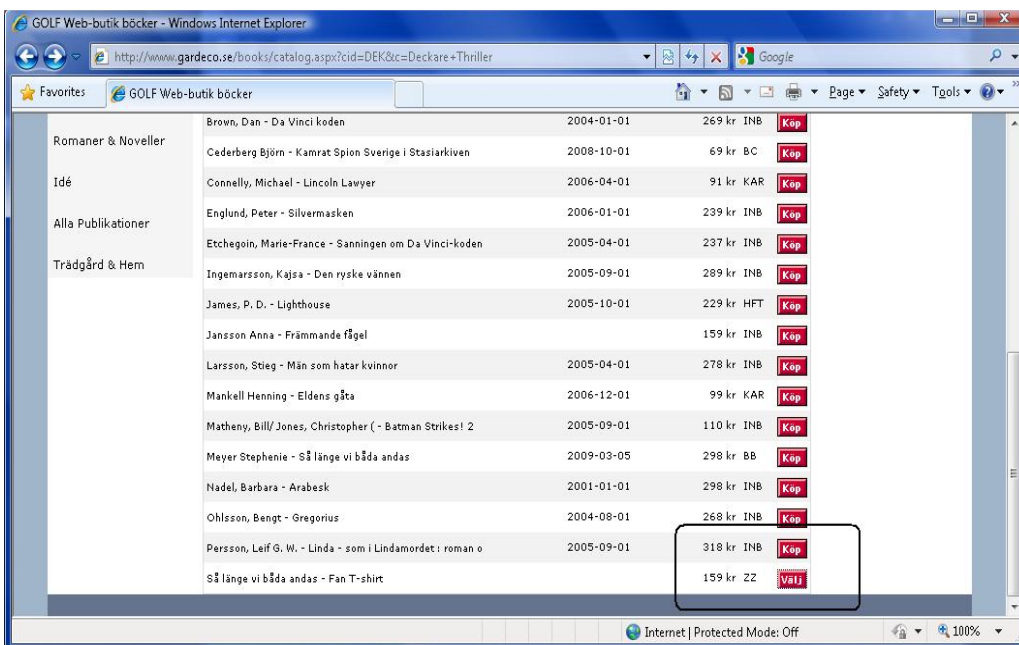 GOLF Web-butik böcker - Windows Internet Explorer
http://www.gardeco.se/books/catalog.aspx?cid=DEK&c=Deckare+Thriller
Google
Favorites GOLF Web-butik böcker Page Safety Tools
Romaner & Noveller
Idé
Alla Publikationer
Trädgård & Hem
Brown, Dan - Da Vinci koden 2004-01-01 269 kr INB Köp
Cederberg Björn - Kamrat Spion Sverige i Stasiarkiven 2008-10-01 69 kr BC Köp
Connelly, Michael - Lincoln Lawyer 2006-04-01 91 kr KAR Köp
Englund, Peter - Silvermasken 2006-01-01 239 kr INB Köp
Etchegoin, Marie-France - Sanningen om Da Vinci-koden 2005-04-01 237 kr INB Köp
Ingemarsson, Kajsa - Den ryske vännen 2005-09-01 289 kr INB Köp
James, P. D. - Lighthouse 2005-10-01 229 kr HFT Köp
Jansson Anna - Främmande fågel 159 kr INB Köp
Larsson, Stieg - Män som hatar kvinnor 2005-04-01 278 kr INB Köp
Mankell Henning - Eldens gåta 2006-12-01 99 kr KAR Köp
Matheny, Bill/ Jones, Christopher ( - Batman Strikes! 2 2005-09-01 110 kr INB Köp
Meyer Stephenie - Så länge vi båda andas 2009-03-05 298 kr BB Köp
Nadel, Barbara - Arabesk 2001-01-01 298 kr INB Köp
Ohlsson, Bengt - Gregorius 2004-08-01 268 kr INB Köp
Persson, Leif G. W. - Linda - som i Lindamordet : roman o 2005-09-01 318 kr INB Köp
Så länge vi båda andas - Fan T-shirt 159 kr ZZ Välj
Internet | Protected Mode: Off 100%